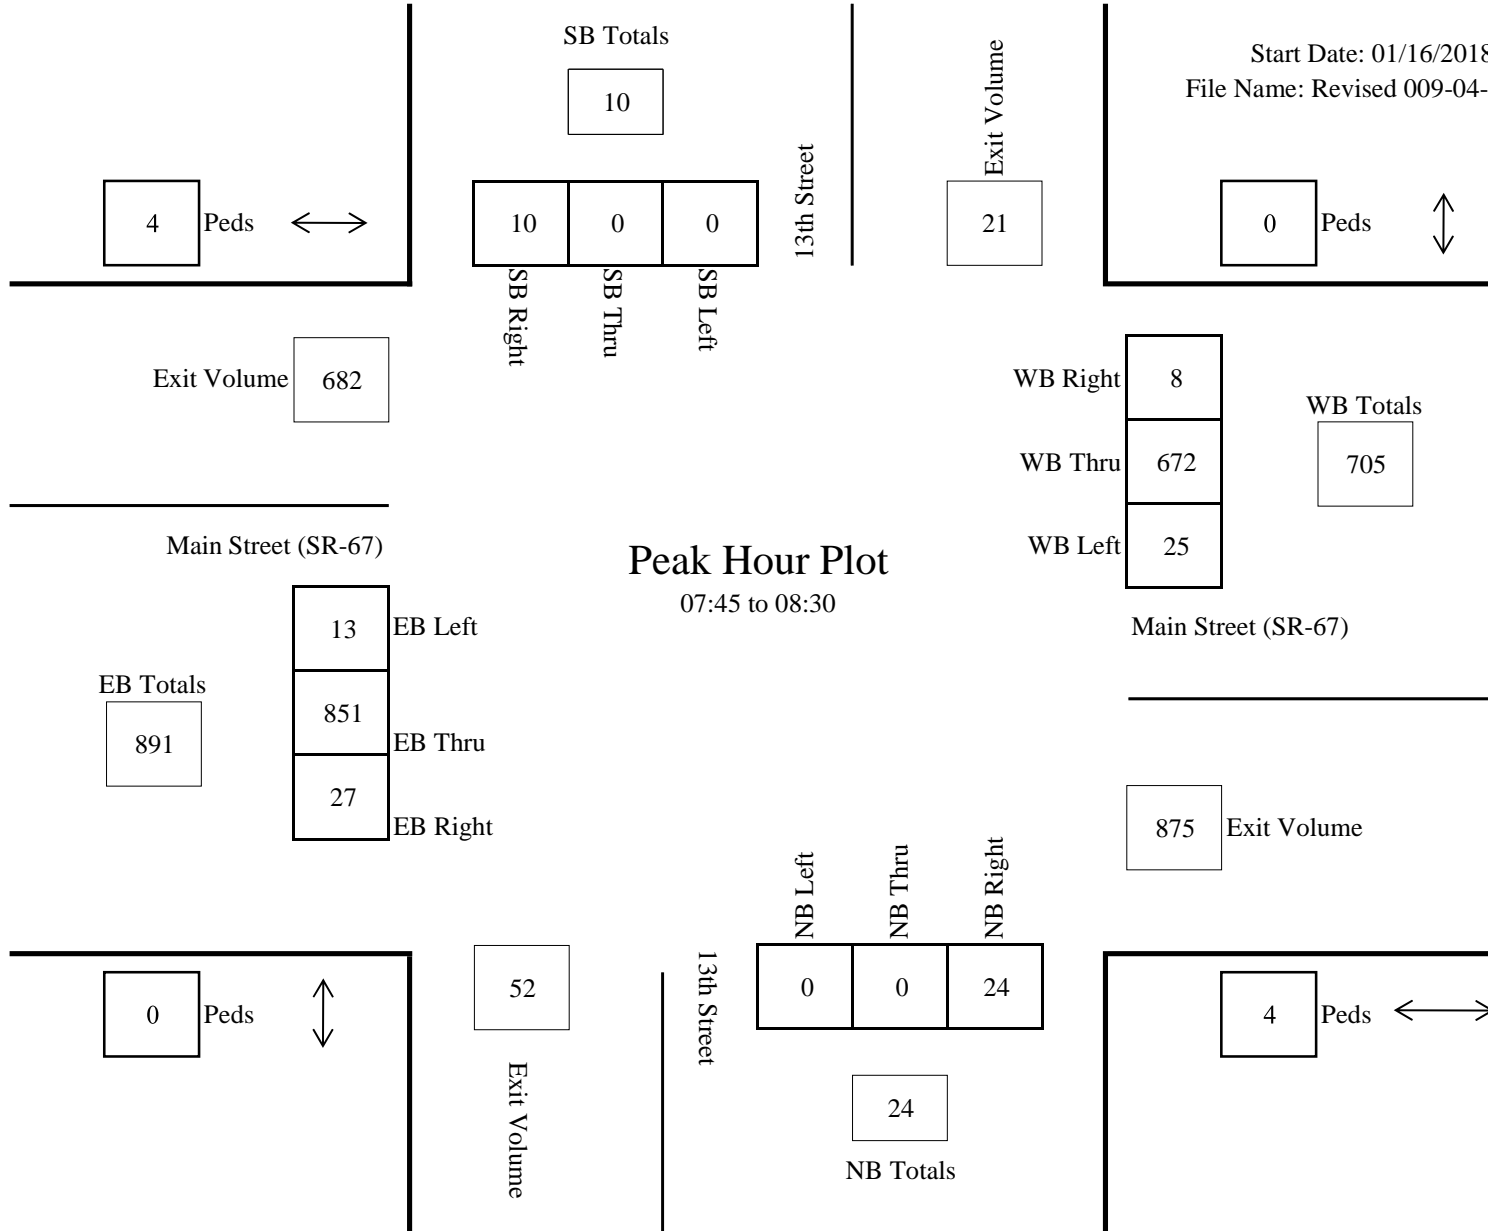 SB Totals
10
Start Date: 01/16/2018
File Name: Revised 009-04-
Exit Volume
21
13th Street
4 Peds
10 0 0
0 Peds
SB Right
SB Thru
SB Left
Exit Volume 682
WB Right 8
WB Thru 672
WB Left 25
WB Totals
705
Main Street (SR-67)
Peak Hour Plot
07:45 to 08:30
Main Street (SR-67)
13 EB Left
851 EB Thru
27 EB Right
EB Totals
891
875 Exit Volume
NB Left
NB Thru
NB Right
0 0 24
13th Street
52
Exit Volume
0 Peds
4 Peds
24
NB Totals